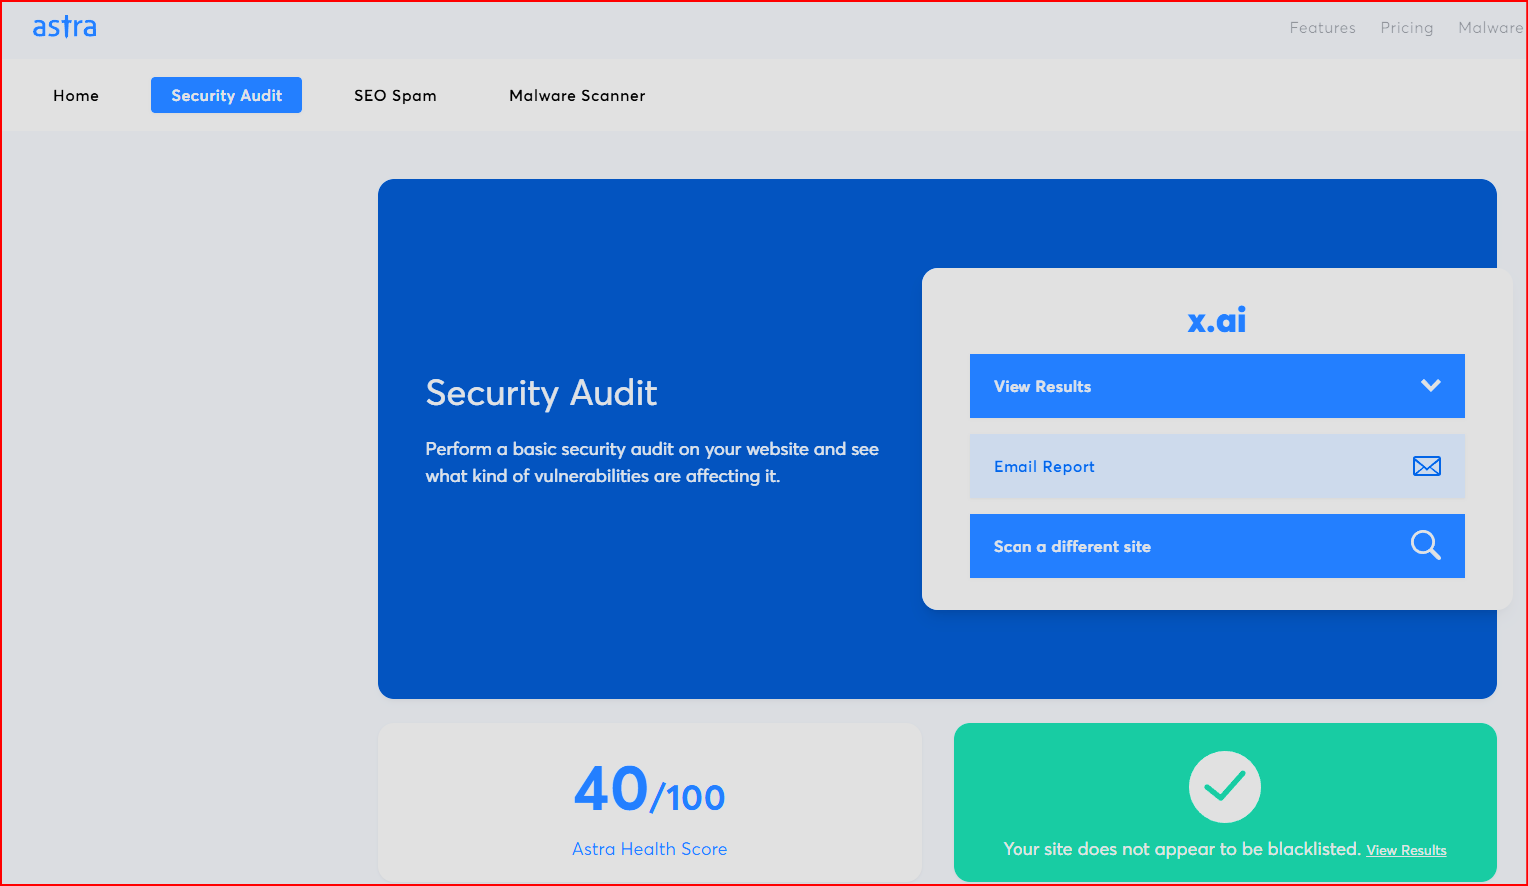 astra
Features Pricing Malware
Home Security Audit SEO Spam Malware Scanner
Security Audit
Perform a basic security audit on your website and see
what kind of vulnerabilities are affecting it.
x.ai
View Results
Email Report
Scan a different site
40/100
Astra Health Score
Your site does not appear to be blacklisted. View Results